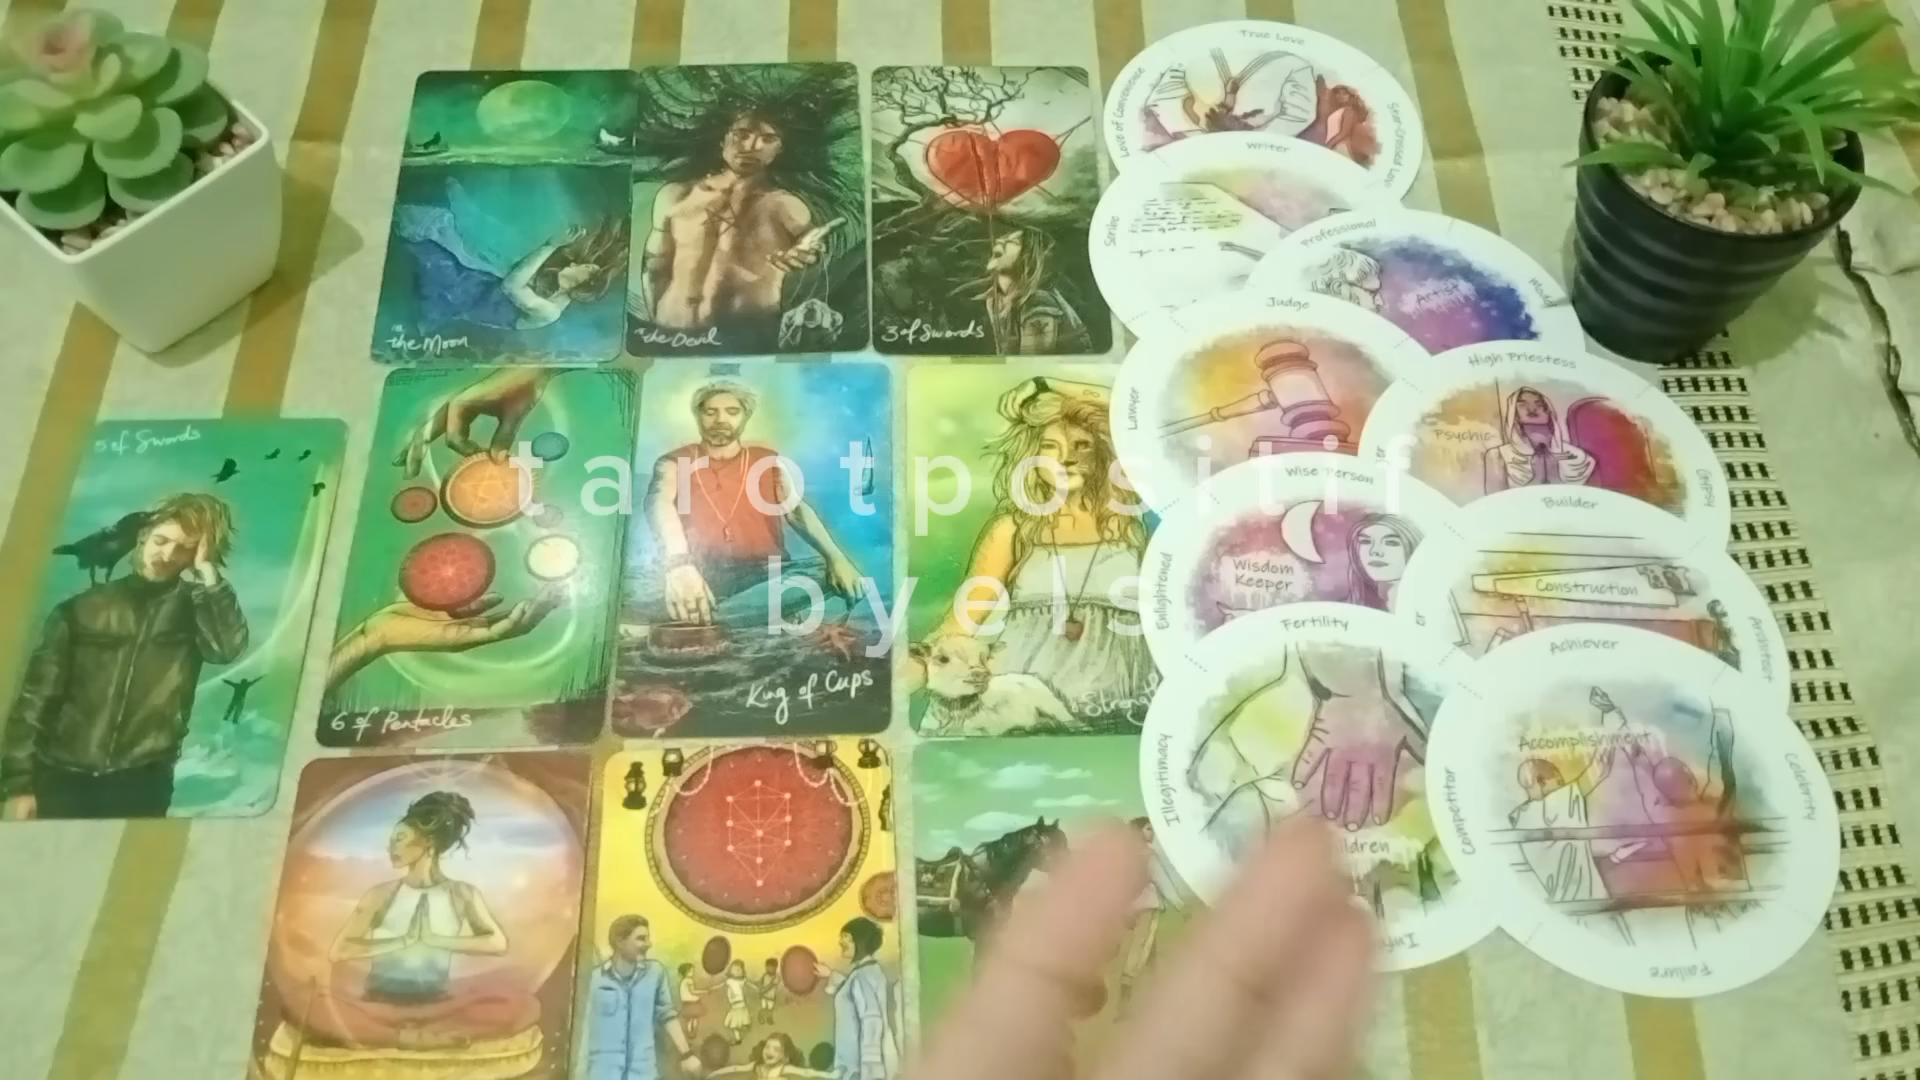 True Love
Love of Convenience
Star-Crossed Love
Writer
Scribe
Professional
Artist
Judge
Lawyer
High Priestess
Psychic
Gypsy
Wise Person
Wisdom
Keeper
Enlightened
Builder
Construction
Architect
Fertility
Illegitimacy
Achiever
Accomplishment
Competitor
Celebrity
Failure
the Moon
the Devil
3 of Swords
5 of Swords
6 of Pentacles
King of Cups
tarotpositif
byels